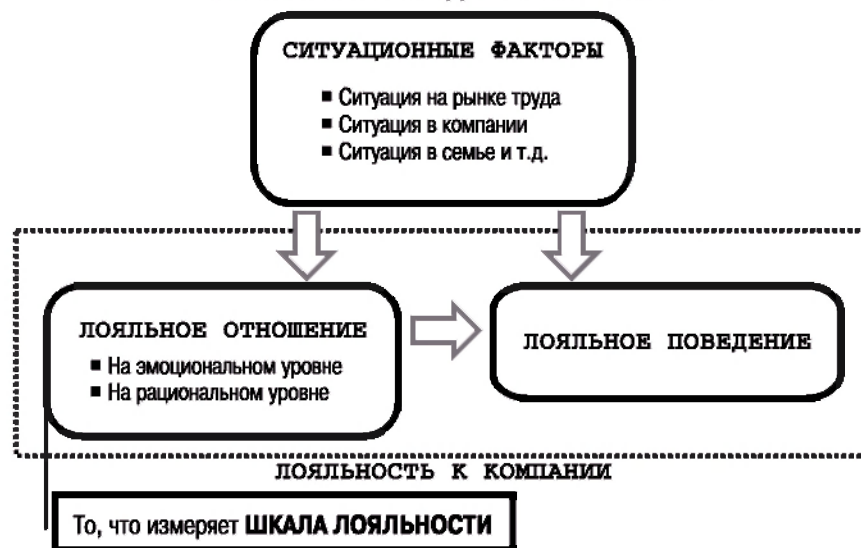 СИТУАЦИОННЫЕ ФАКТОРЫ
▪ Ситуация на рынке труда
▪ Ситуация в компании
▪ Ситуация в семье и т.д.
ЛОЯЛЬНОЕ ОТНОШЕНИЕ
▪ На эмоциональном уровне
▪ На рациональном уровне
ЛОЯЛЬНОЕ ПОВЕДЕНИЕ
ЛОЯЛЬНОСТЬ К КОМПАНИИ
То, что измеряет ШКАЛА ЛОЯЛЬНОСТИ